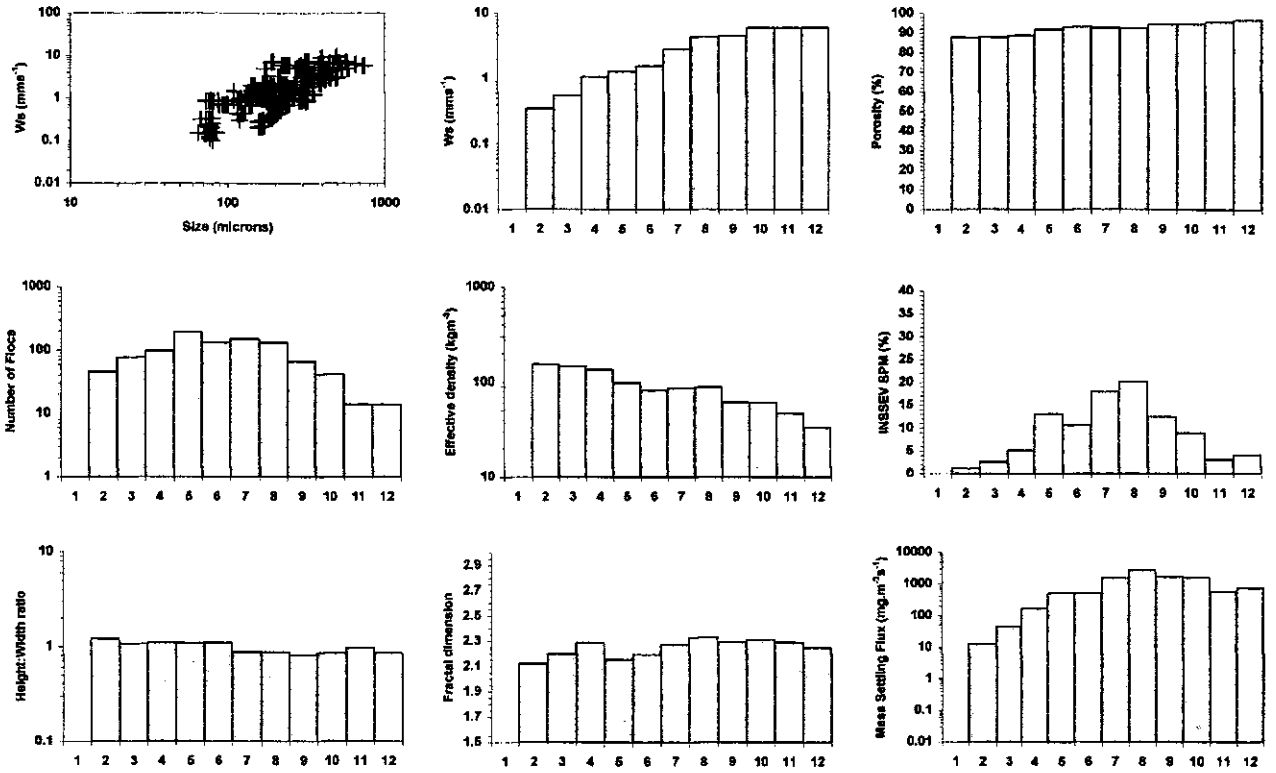 100
10
1
0.1
0.01
Ws (mms⁻¹)
10 100 1000
Size (microns)
10
1
0.1
0.01
Ws (mms⁻¹)
1 2 3 4 5 6 7 8 9 10 11 12
100
90
80
70
60
50
40
30
20
10
0
Porosity (%)
1 2 3 4 5 6 7 8 9 10 11 12
1000
100
10
1
Number of Flocs
1 2 3 4 5 6 7 8 9 10 11 12
1000
100
10
Effective density (kgm⁻³)
1 2 3 4 5 6 7 8 9 10 11 12
40
35
30
25
20
15
10
5
0
INSSEV SPM (%)
1 2 3 4 5 6 7 8 9 10 11 12
10
1
0.1
Height:Width ratio
1 2 3 4 5 6 7 8 9 10 11 12
2.9
2.7
2.5
2.3
2.1
1.9
1.7
1.5
Fractal dimension
1 2 3 4 5 6 7 8 9 10 11 12
10000
1000
100
10
1
0.1
0.01
Mass Settling Flux (mg.m⁻²s⁻¹)
1 2 3 4 5 6 7 8 9 10 11 12